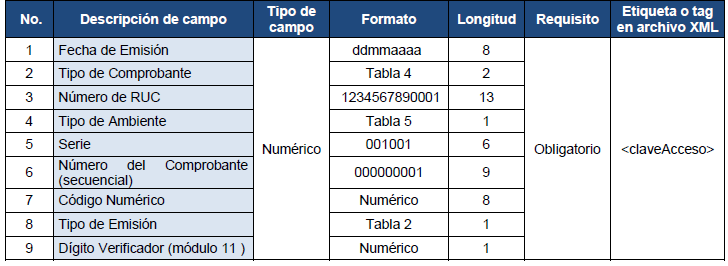 No. Descripción de campo Tipo de campo Formato Longitud Requisito Etiqueta o tag en archivo XML
1 Fecha de Emisión Numérico ddmmaaaa 8 Obligatorio <claveAcceso>
2 Tipo de Comprobante Tabla 4 2
3 Número de RUC 1234567890001 13
4 Tipo de Ambiente Tabla 5 1
5 Serie 001001 6
6 Número del Comprobante (secuencial) 000000001 9
7 Código Numérico Numérico 8
8 Tipo de Emisión Tabla 2 1
9 Dígito Verificador (módulo 11 ) Numérico 1